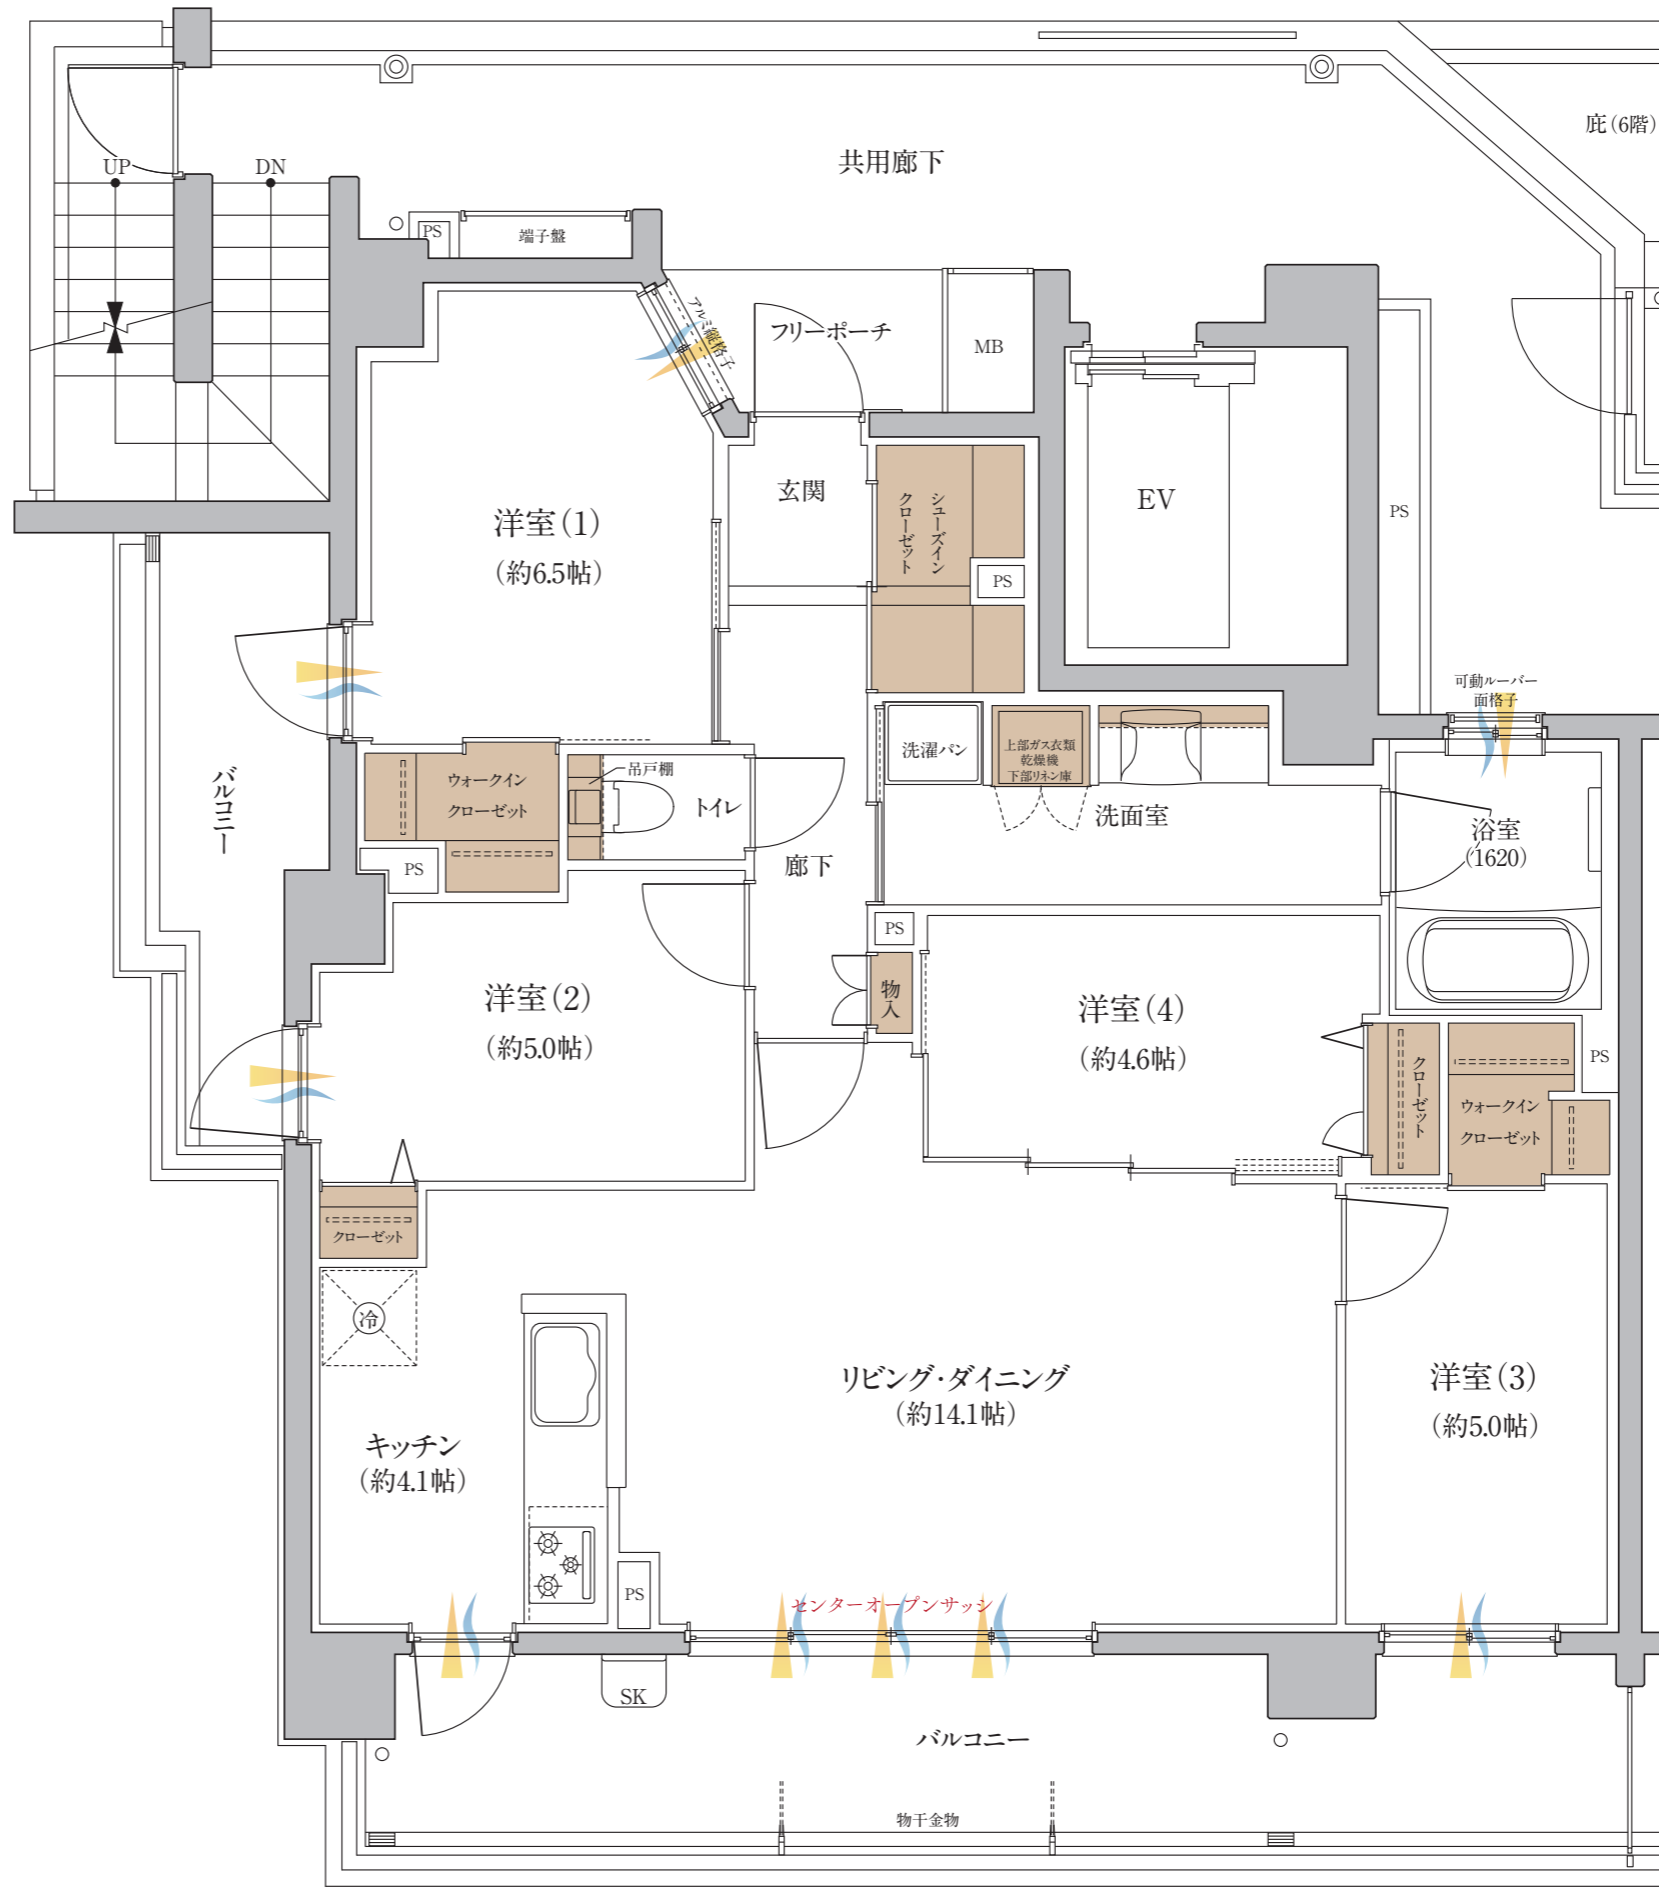 庇(6階)
共用廊下
UP
DN
PS
端子盤
アルミ縦格子
フリーポーチ
MB
玄関
シューズイン
クローゼット
PS
EV
PS
洋室(1)
(約6.5帖)
可動ルーバー
面格子
バルコニー
ウォークイン
クローゼット
吊戸棚
トイレ
PS
洗濯パン
上部ガス衣類
乾燥機
下部リネン庫
洗面室
浴室
(1620)
廊下
PS
物入
洋室(2)
(約5.0帖)
洋室(4)
(約4.6帖)
クローゼット
ウォークイン
クローゼット
PS
クローゼット
冷
キッチン
(約4.1帖)
リビング・ダイニング
(約14.1帖)
洋室(3)
(約5.0帖)
PS
センターオープンサッシ
SK
バルコニー
物干金物